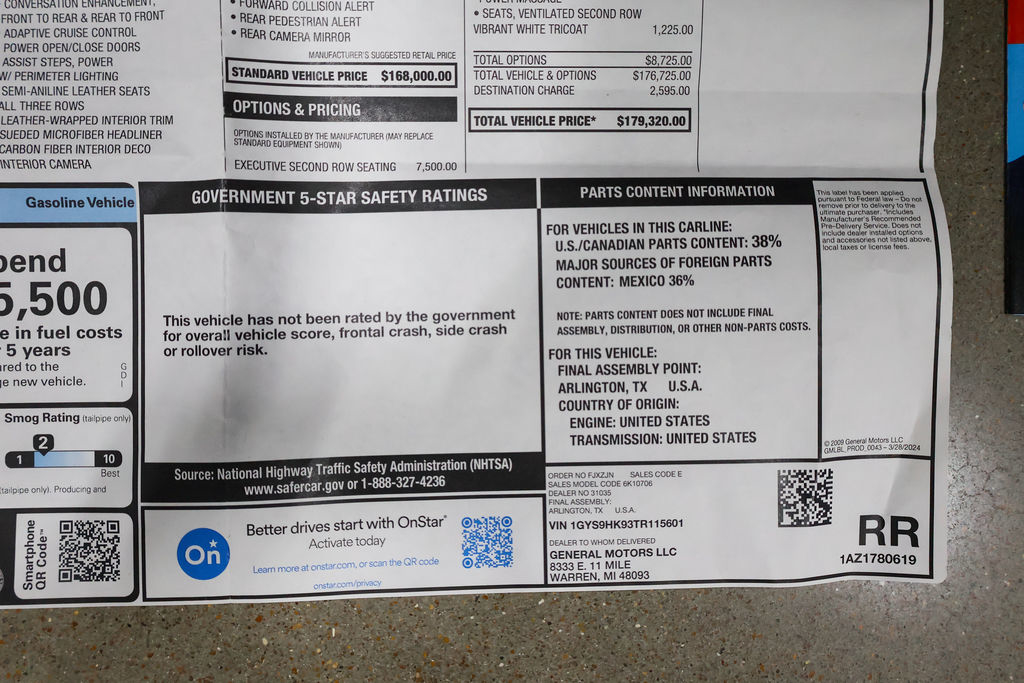 CONVERSATION ENHANCEMENT,
FRONT TO REAR & REAR TO FRONT
ADAPTIVE CRUISE CONTROL
POWER OPEN/CLOSE DOORS
ASSIST STEPS, POWER
W/ PERIMETER LIGHTING
SEMI-ANILINE LEATHER SEATS
ALL THREE ROWS
LEATHER-WRAPPED INTERIOR TRIM
SUEDED MICROFIBER HEADLINER
CARBON FIBER INTERIOR DECO
INTERIOR CAMERA
• FORWARD COLLISION ALERT
• REAR PEDESTRIAN ALERT
• REAR CAMERA MIRROR
MANUFACTURER'S SUGGESTED RETAIL PRICE
STANDARD VEHICLE PRICE $168,000.00
OPTIONS & PRICING
OPTIONS INSTALLED BY THE MANUFACTURER (MAY REPLACE
STANDARD EQUIPMENT SHOWN)
EXECUTIVE SECOND ROW SEATING 7,500.00
POWER MASSAGE
• SEATS, VENTILATED SECOND ROW
VIBRANT WHITE TRICOAT 1,225.00
TOTAL OPTIONS $8,725.00
TOTAL VEHICLE & OPTIONS $176,725.00
DESTINATION CHARGE 2,595.00
TOTAL VEHICLE PRICE* $179,320.00
Gasoline Vehicle
pend
5,500
e in fuel costs
5 years
red to the
ge new vehicle.
G
D
I
Smog Rating (tailpipe only)
2
1 10
Best
(tailpipe only). Producing and
Smartphone
QR Code™
GOVERNMENT 5-STAR SAFETY RATINGS
This vehicle has not been rated by the government
for overall vehicle score, frontal crash, side crash
or rollover risk.
Source: National Highway Traffic Safety Administration (NHTSA)
www.safercar.gov or 1-888-327-4236
On
Better drives start with OnStar®
Activate today
Learn more at onstar.com, or scan the QR code
onstar.com/privacy
PARTS CONTENT INFORMATION
FOR VEHICLES IN THIS CARLINE:
U.S./CANADIAN PARTS CONTENT: 38%
MAJOR SOURCES OF FOREIGN PARTS
CONTENT: MEXICO 36%
NOTE: PARTS CONTENT DOES NOT INCLUDE FINAL
ASSEMBLY, DISTRIBUTION, OR OTHER NON-PARTS COSTS.
FOR THIS VEHICLE:
FINAL ASSEMBLY POINT:
ARLINGTON, TX U.S.A.
COUNTRY OF ORIGIN:
ENGINE: UNITED STATES
TRANSMISSION: UNITED STATES
This label has been applied
pursuant to Federal law – Do not
remove prior to delivery to the
ultimate purchaser. *Includes
Manufacturer's Recommended
Pre-Delivery Service. Does not
include dealer installed options
and accessories not listed above,
local taxes or license fees.
© 2009 General Motors LLC
GMLBL_PROD_0043 – 3/28/2024
ORDER NO FJXZJN SALES CODE E
SALES MODEL CODE 6K10706
DEALER NO 31035
FINAL ASSEMBLY:
ARLINGTON, TX U.S.A.
VIN 1GYS9HK93TR115601
DEALER TO WHOM DELIVERED
GENERAL MOTORS LLC
8333 E. 11 MILE
WARREN, MI 48093
RR
1AZ1780619